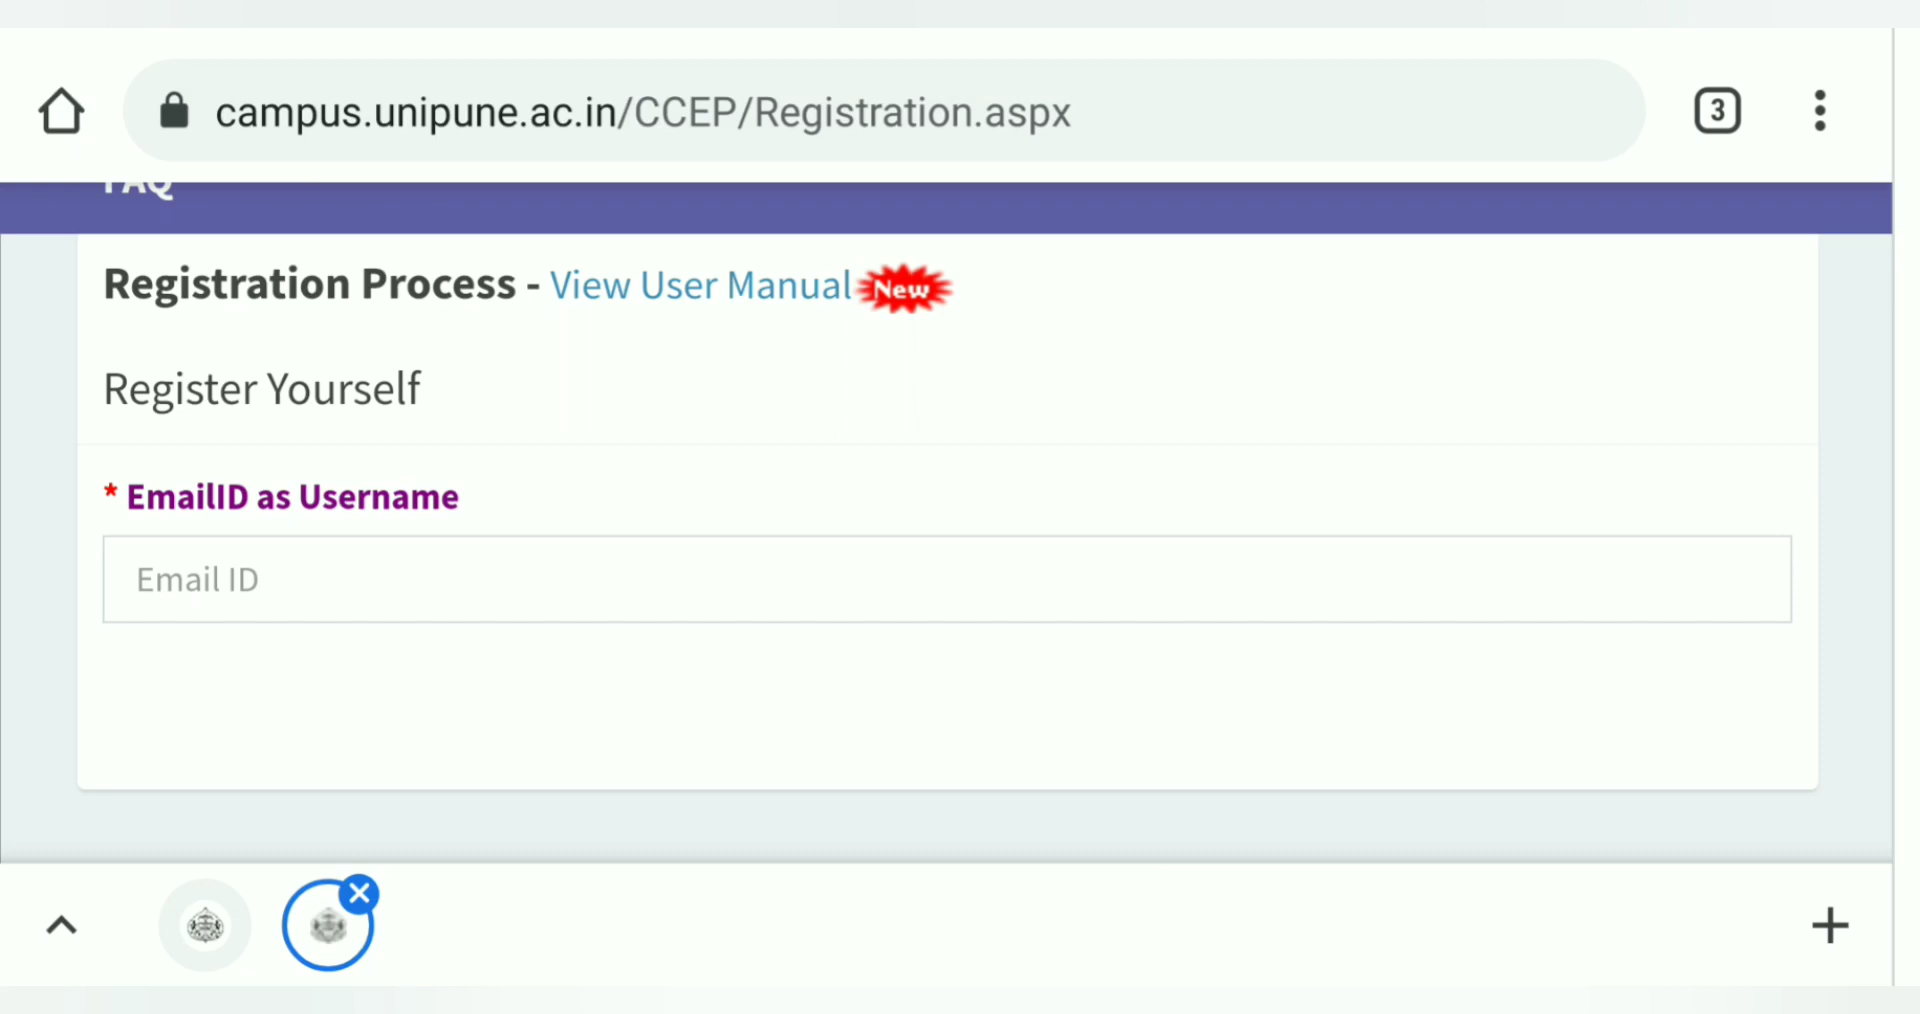 campus.unipune.ac.in/CCEP/Registration.aspx
3
FAQ
Registration Process - View User Manual New
Register Yourself
* EmailID as Username
Email ID